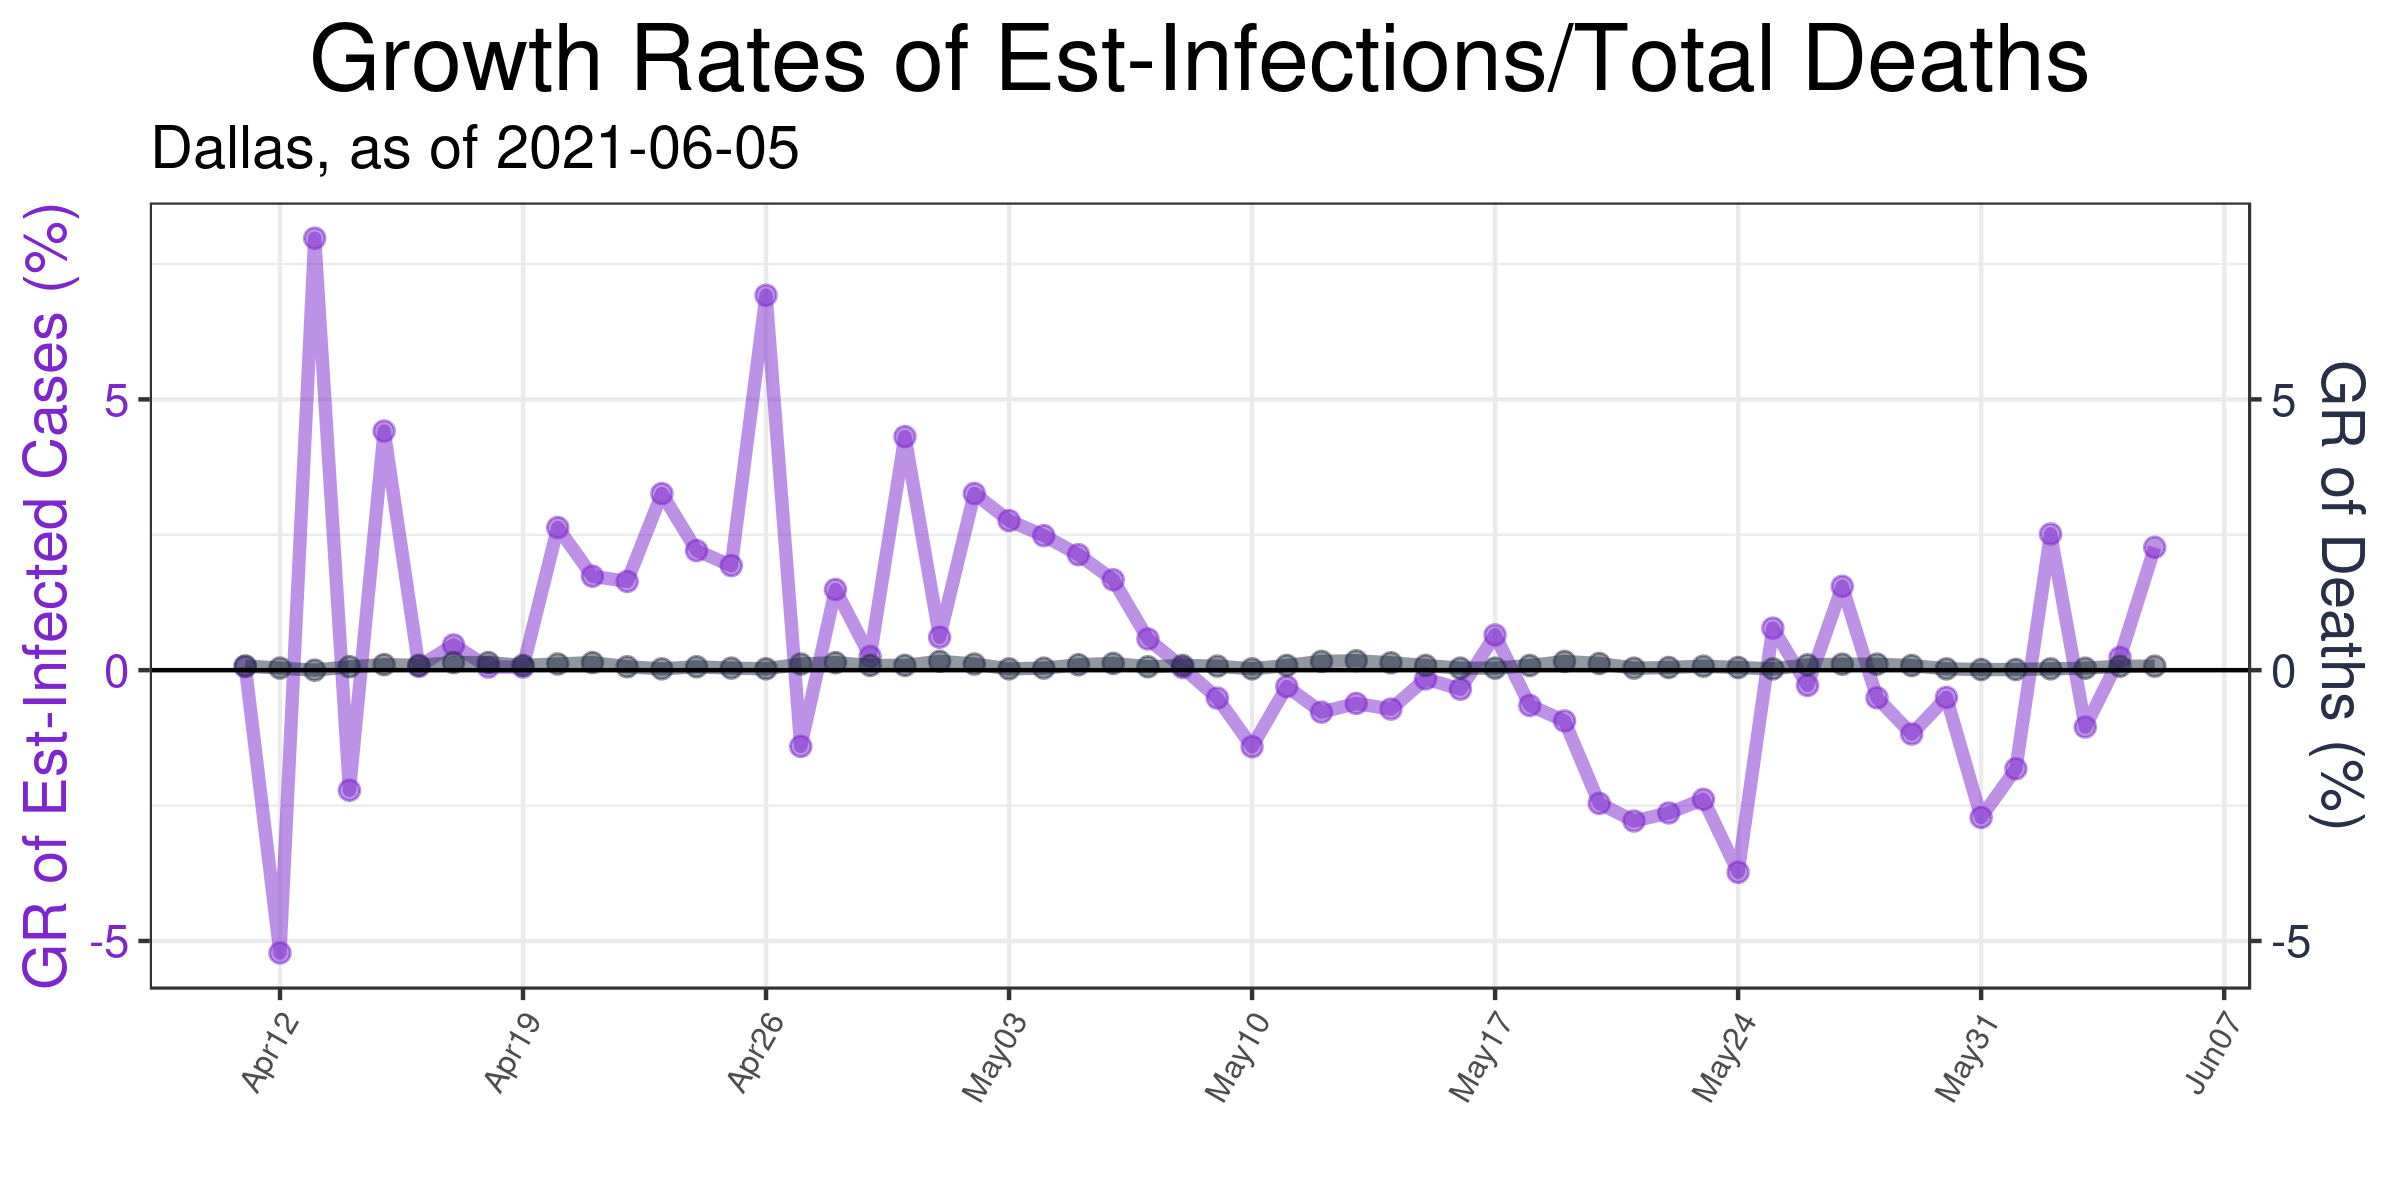 Growth Rates of Est-Infections/Total Deaths
Dallas, as of 2021-06-05
GR of Est-Infected Cases (%)
5
0
-5
5
0
-5
GR of Deaths (%)
Apr12
Apr19
Apr26
May03
May10
May17
May24
May31
Jun07